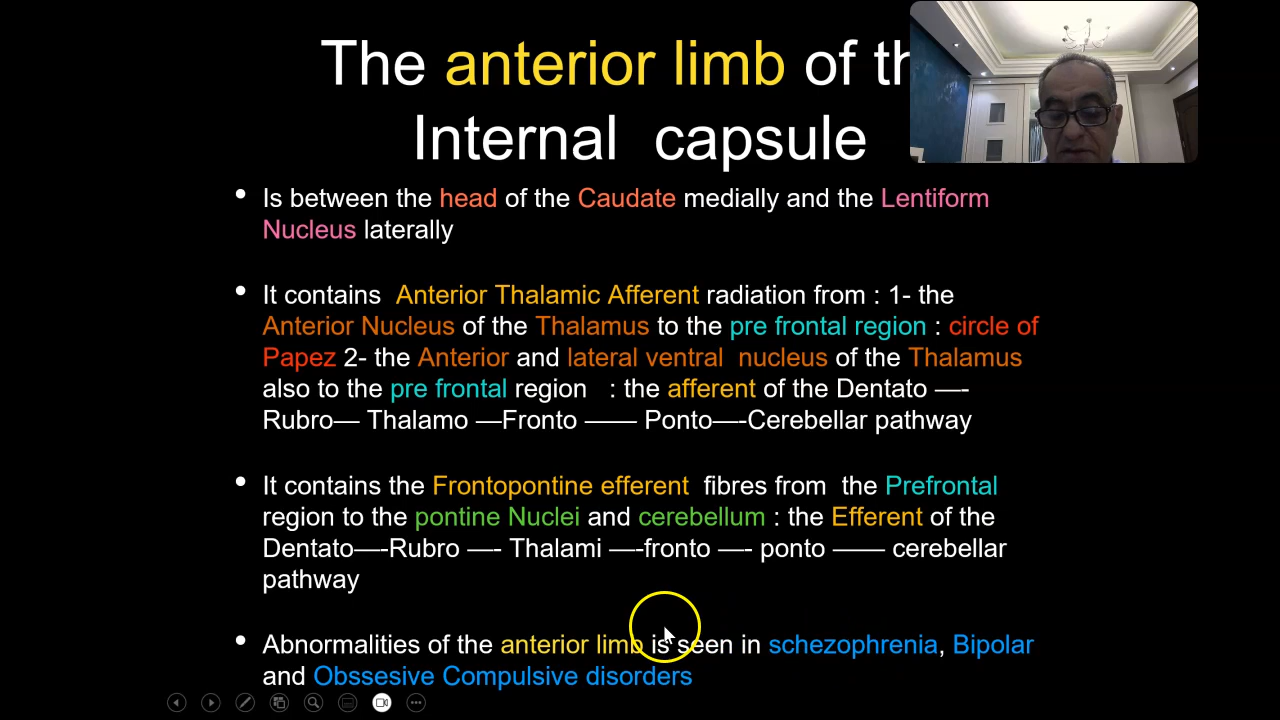 The anterior limb of th
Internal capsule
• Is between the head of the Caudate medially and the Lentiform
Nucleus laterally
• It contains Anterior Thalamic Afferent radiation from : 1- the
Anterior Nucleus of the Thalamus to the pre frontal region : circle of
Papez 2- the Anterior and lateral ventral nucleus of the Thalamus
also to the pre frontal region : the afferent of the Dentato —-
Rubro— Thalamo —Fronto —— Ponto—-Cerebellar pathway
• It contains the Frontopontine efferent fibres from the Prefrontal
region to the pontine Nuclei and cerebellum : the Efferent of the
Dentato—-Rubro —- Thalami —-fronto —- ponto —— cerebellar
pathway
• Abnormalities of the anterior limb is seen in schezophrenia, Bipolar
and Obssesive Compulsive disorders